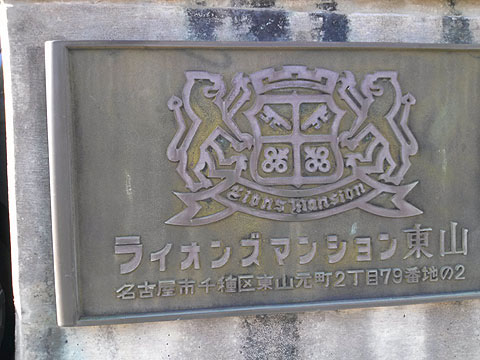 Lions Mansion
ライオンズマンション東山
名古屋市千種区東山元町2丁目79番地の2